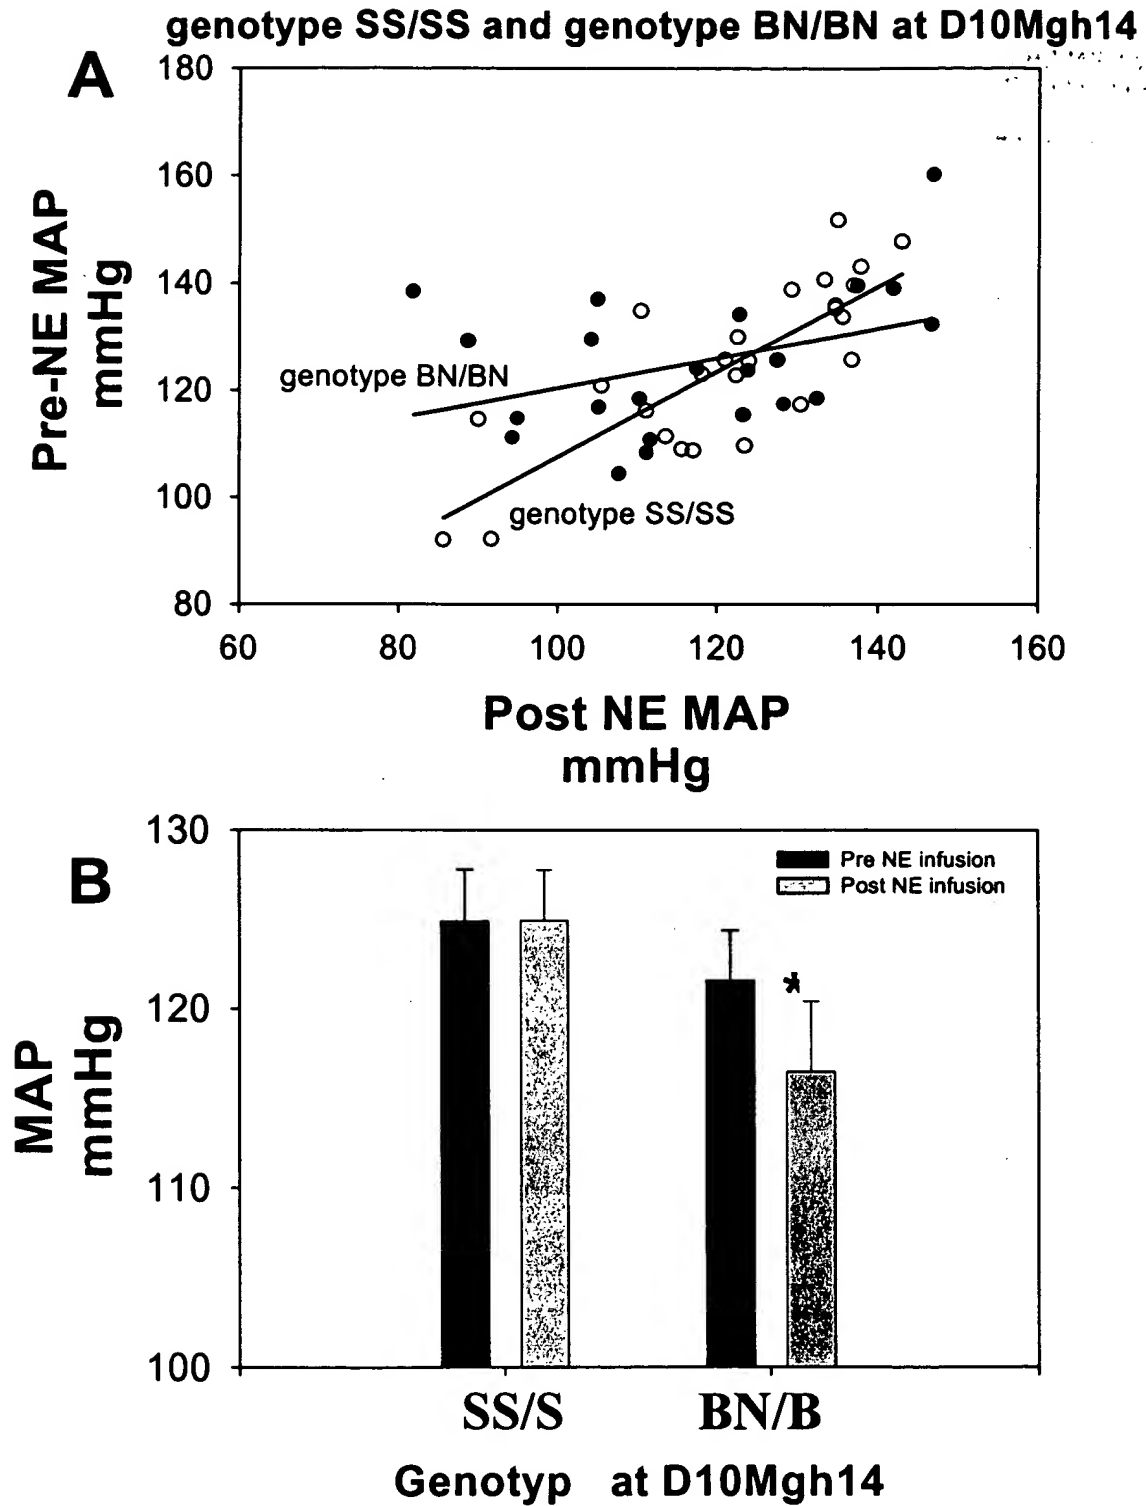 genotype SS/SS and genotype BN/BN at D10Mgh14
A
180
160
140
120
100
80
Pre-NE MAP
mmHg
genotype BN/BN
genotype SS/SS
60 80 100 120 140 160
Post NE MAP
mmHg
B
130
120
110
100
MAP
mmHg
Pre NE infusion
Post NE infusion
*
SS/S BN/B
Genotyp at D10Mgh14